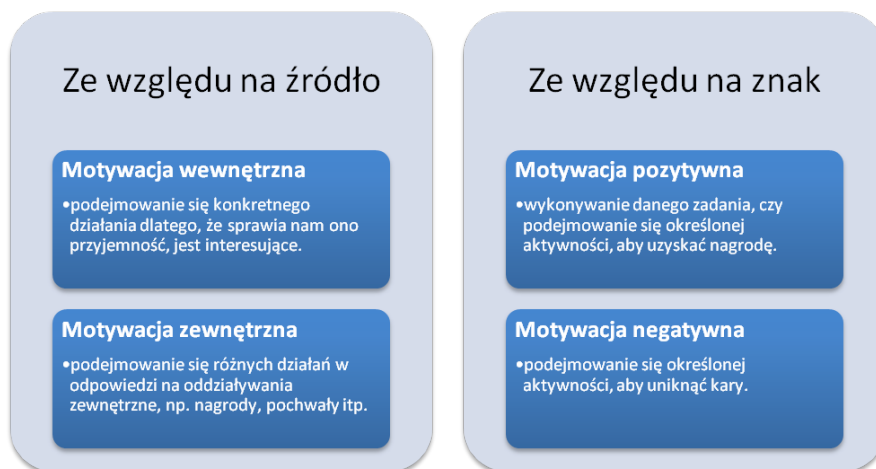 Ze względu na źródło
Motywacja wewnętrzna
•podejmowanie się konkretnego
działania dlatego, że sprawia nam ono
przyjemność, jest interesujące.
Motywacja zewnętrzna
•podejmowanie się różnych działań w
odpowiedzi na oddziaływania
zewnętrzne, np. nagrody, pochwały itp.
Ze względu na znak
Motywacja pozytywna
•wykonywanie danego zadania, czy
podejmowanie się określonej
aktywności, aby uzyskać nagrodę.
Motywacja negatywna
•podejmowanie się określonej
aktywności, aby uniknąć kary.